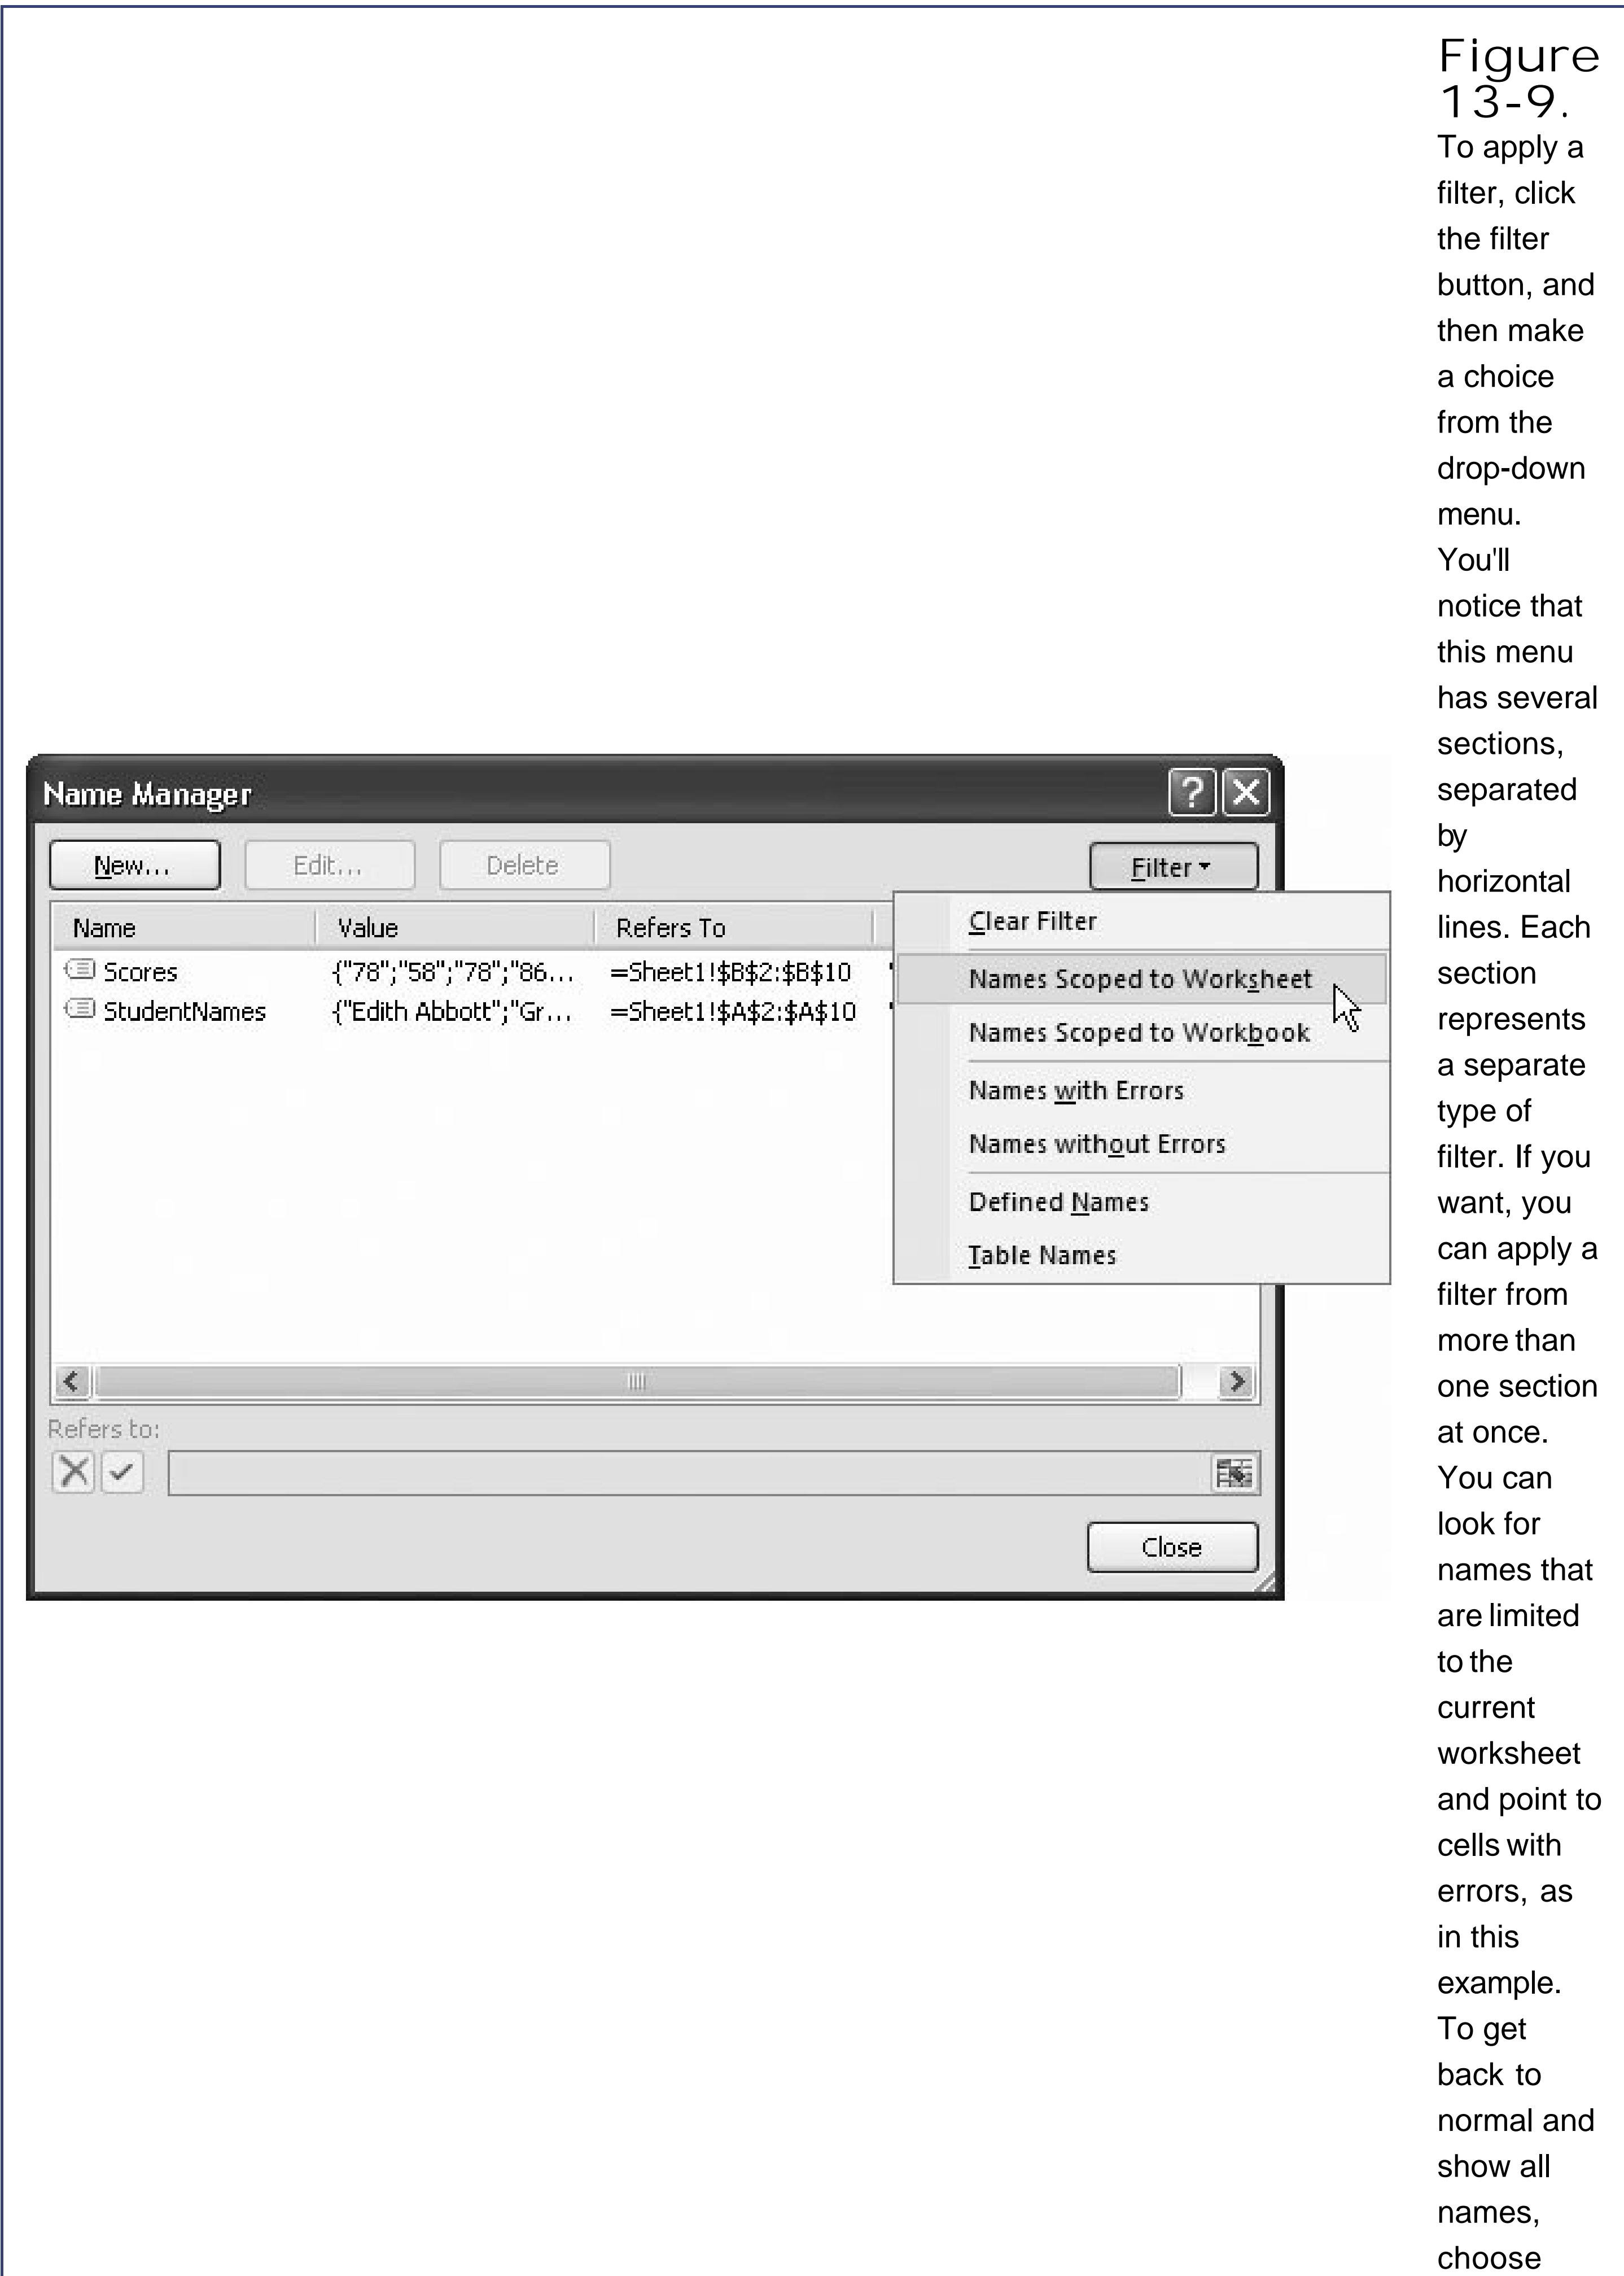 Figure
13-9.
To apply a
filter, click
the filter
button, and
then make
a choice
from the
drop-down
menu.
You'll
notice that
this menu
has several
sections,
separated
by
horizontal
lines. Each
section
represents
a separate
type of
filter. If you
want, you
can apply a
filter from
more than
one section
at once.
You can
look for
names that
are limited
to the
current
worksheet
and point to
cells with
errors, as
in this
example.
To get
back to
normal and
show all
names,
choose
Name Manager
New... Edit... Delete Filter
Name Value Refers To
Scores {"78";"58";"78";"86... =Sheet1!$B$2:$B$10
StudentNames {"Edith Abbott";"Gr... =Sheet1!$A$2:$A$10
Clear Filter
Names Scoped to Worksheet
Names Scoped to Workbook
Names with Errors
Names without Errors
Defined Names
Table Names
Refers to:
Close